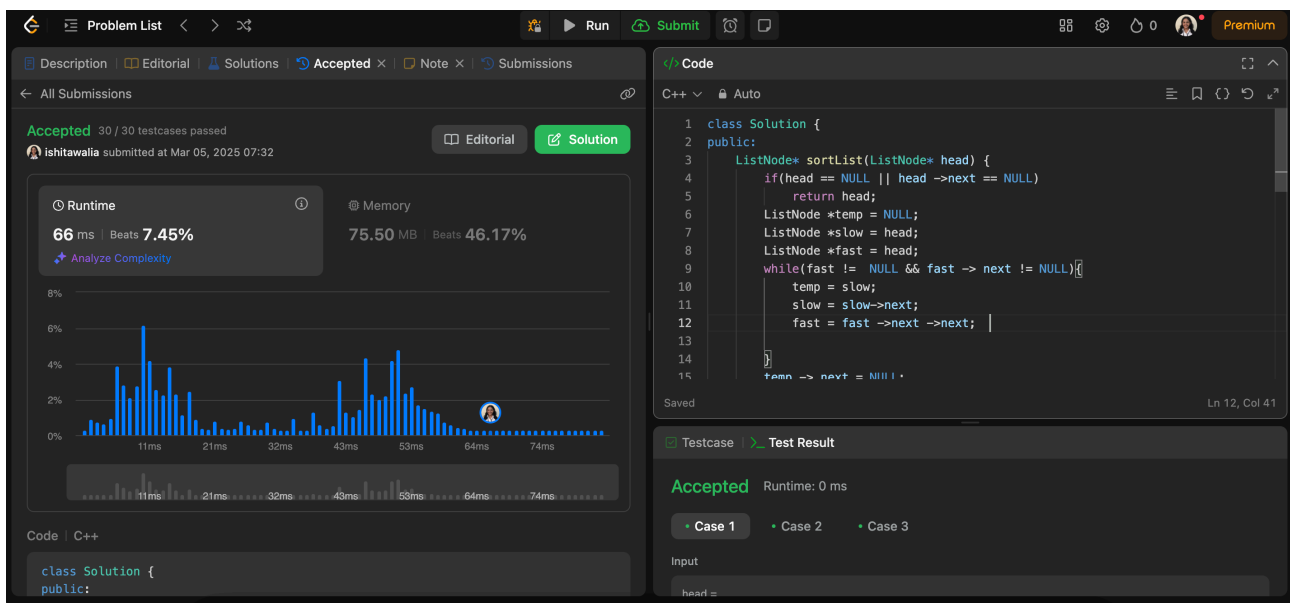 Problem List
Run
Submit
0
Premium
Description
Editorial
Solutions
Accepted
Note
Submissions
All Submissions
Accepted 30 / 30 testcases passed
ishitawalia submitted at Mar 05, 2025 07:32
Editorial
Solution
Runtime
66 ms | Beats 7.45%
Analyze Complexity
Memory
75.50 MB | Beats 46.17%
8%
6%
4%
2%
0%
11ms 21ms 32ms 43ms 53ms 64ms 74ms
11ms 21ms 32ms 43ms 53ms 64ms 74ms
Code | C++
class Solution {
public:
</> Code
C++ Auto
1 class Solution {
2 public:
3 ListNode* sortList(ListNode* head) {
4 if(head == NULL || head ->next == NULL)
5 return head;
6 ListNode *temp = NULL;
7 ListNode *slow = head;
8 ListNode *fast = head;
9 while(fast !=  NULL && fast -> next != NULL){
10 temp = slow;
11 slow = slow->next;
12 fast = fast ->next ->next;
13
14 }
15 temp -> next = NULL;
Saved
Ln 12, Col 41
Testcase
Test Result
Accepted Runtime: 0 ms
Case 1
Case 2
Case 3
Input
head =